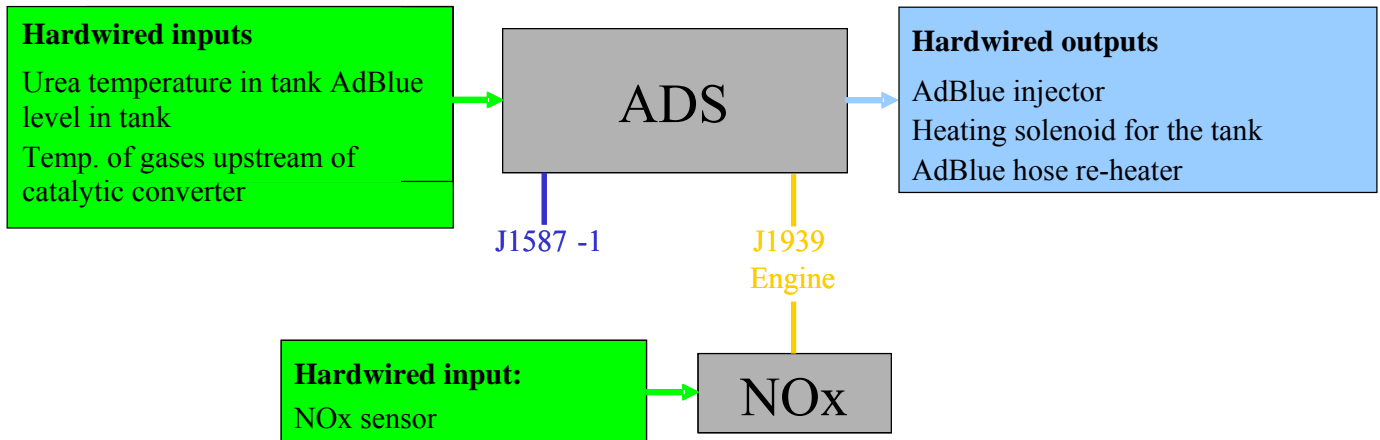 Hardwired inputs
Urea temperature in tank AdBlue
level in tank
Temp. of gases upstream of
catalytic converter
ADS
Hardwired outputs
AdBlue injector
Heating solenoid for the tank
AdBlue hose re-heater
J1587 -1
J1939
Engine
Hardwired input:
NOx sensor
NOx